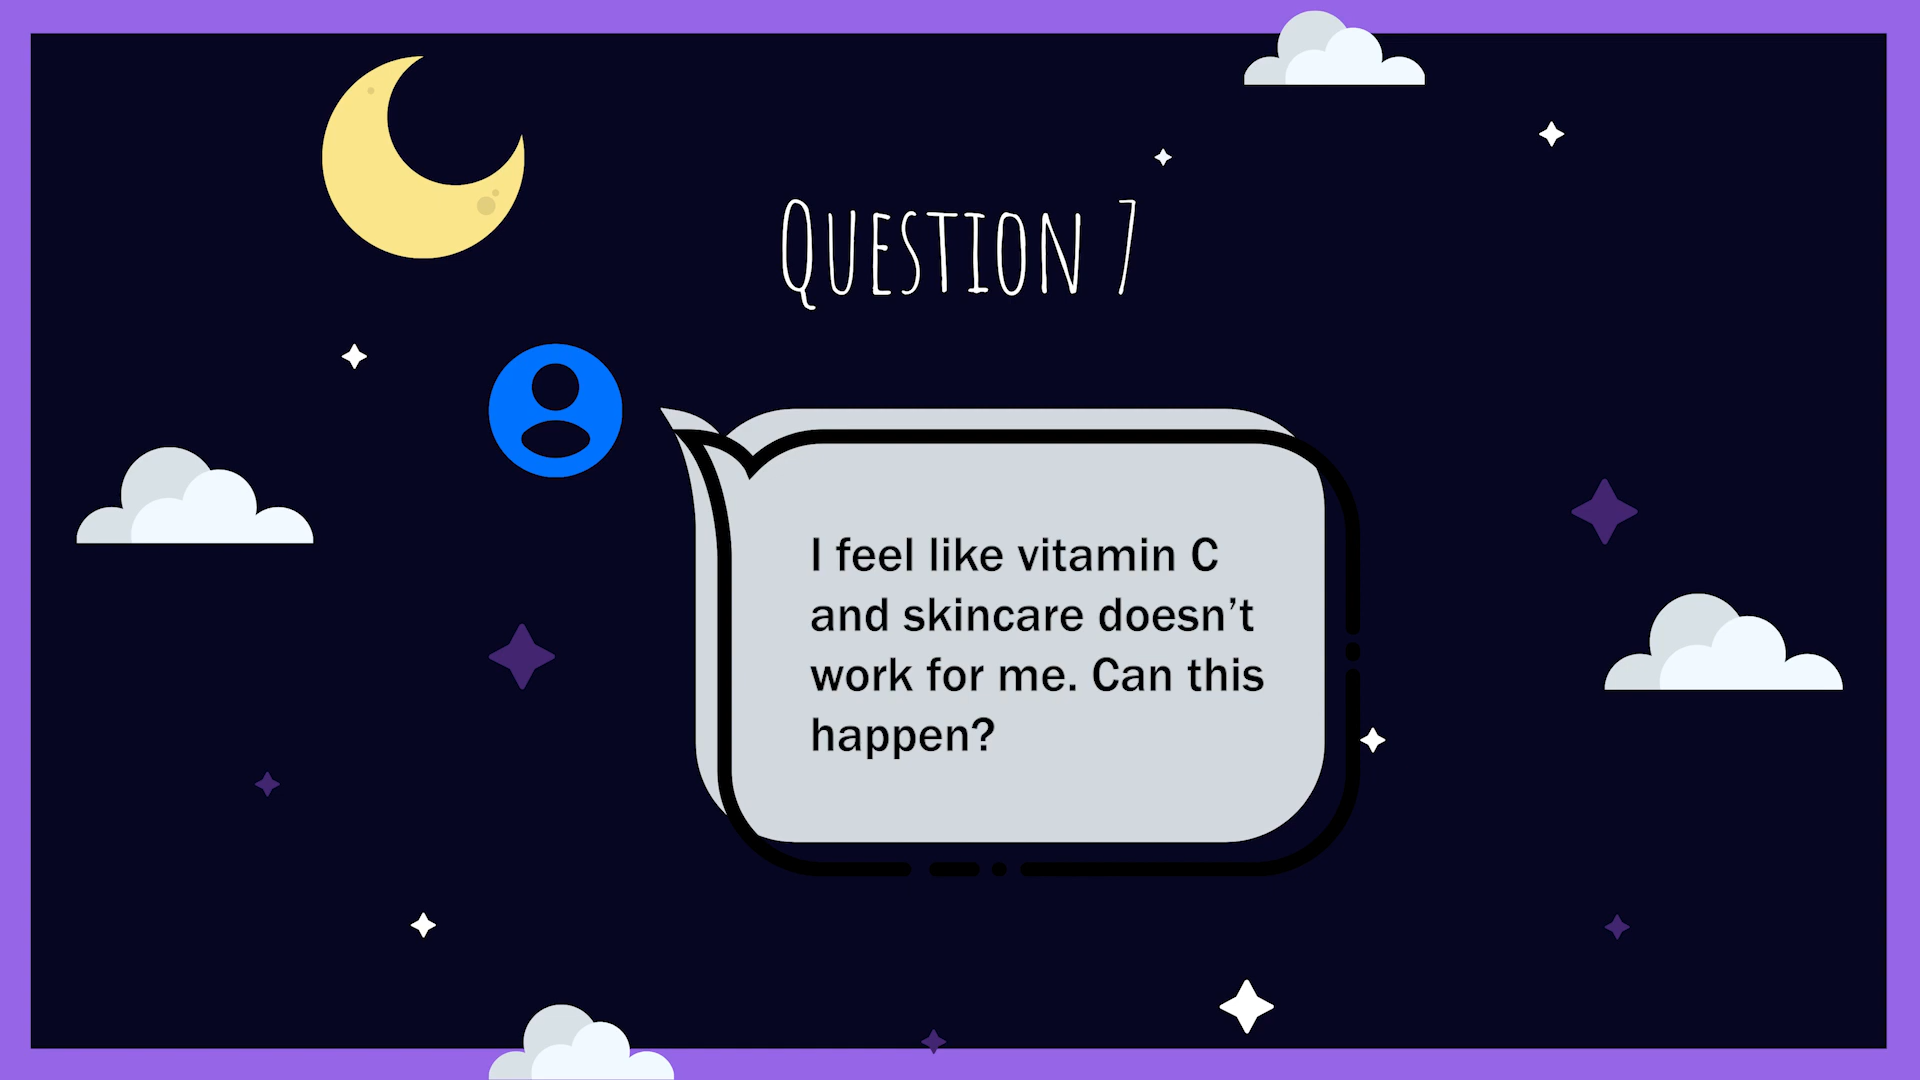 Question 7
I feel like vitamin C
and skincare doesn’t
work for me. Can this
happen?